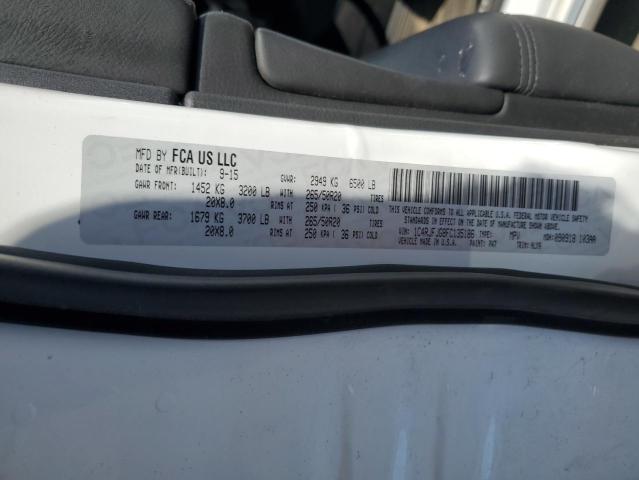 MFD BY FCA US LLC
DATE OF MFR(BUILT): 9-15 GVWR: 2949 KG 6500 LB
GAWR FRONT: 1452 KG 3200 LB WITH 265/50R20 TIRES
20X8.0 RIMS AT 250 KPA ( 36 PSI) COLD
GAWR REAR: 1679 KG 3700 LB WITH 265/50R20 TIRES
20X8.0 RIMS AT 250 KPA ( 36 PSI) COLD
THIS VEHICLE CONFORMS TO ALL APPLICABLE U.S.A. FEDERAL MOTOR VEHICLE SAFETY
STANDARDS IN EFFECT ON THE DATE
OF MANUFACTURE SHOWN ABOVE.
VIN: TYPE: MPV MDH: 090918 103AA
MADE IN U.S.A. PAINT: PW7 TRIM: